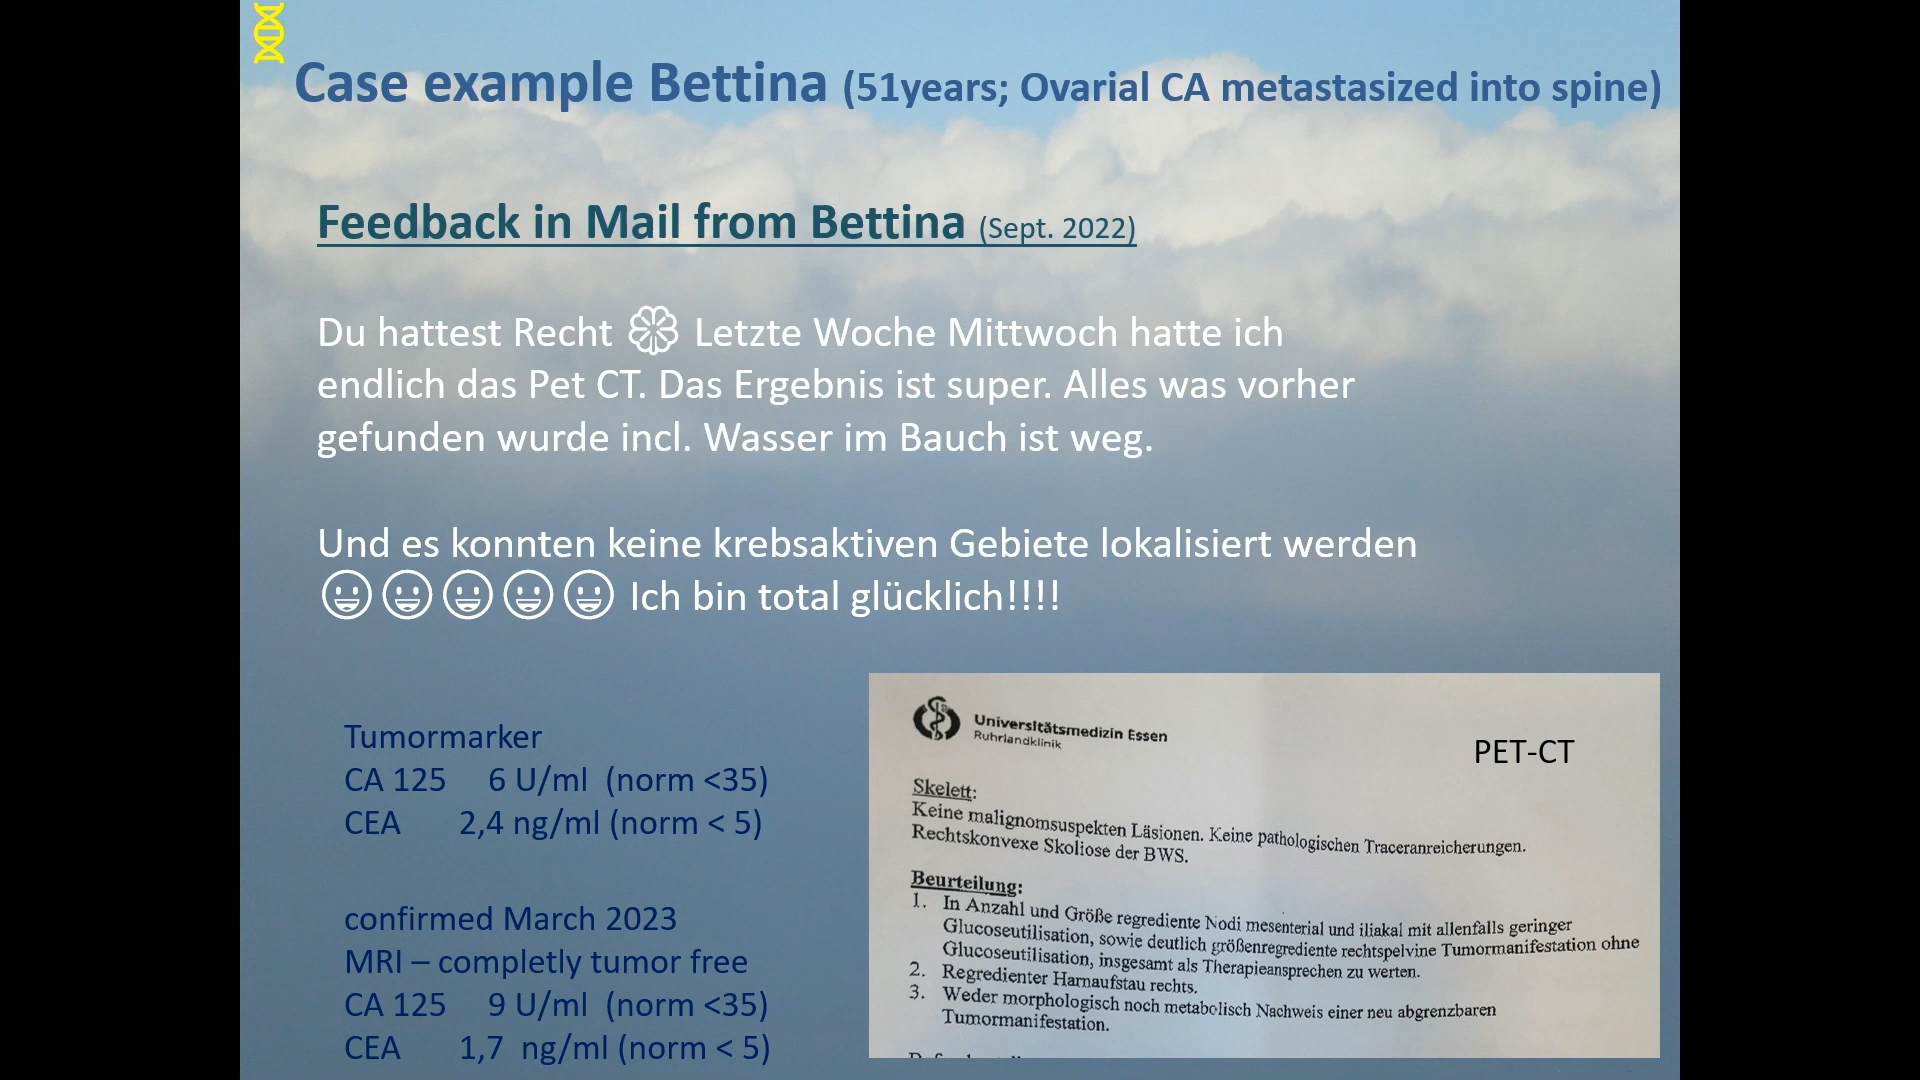 Case example Bettina (51years; Ovarial CA metastasized into spine)
Feedback in Mail from Bettina (Sept. 2022)
Du hattest Recht Letzte Woche Mittwoch hatte ich
endlich das Pet CT. Das Ergebnis ist super. Alles was vorher
gefunden wurde incl. Wasser im Bauch ist weg.
Und es konnten keine krebsaktiven Gebiete lokalisiert werden
Ich bin total glücklich!!!!
Tumormarker
CA 125 6 U/ml (norm <35)
CEA 2,4 ng/ml (norm < 5)
confirmed March 2023
MRI – completly tumor free
CA 125 9 U/ml (norm <35)
CEA 1,7 ng/ml (norm < 5)
Universitätsmedizin Essen
Ruhrlandklinik
PET-CT
Skelett:
Keine malignomsuspekten Läsionen. Keine pathologischen Traceranreicherungen.
Rechtskonvexe Skoliose der BWS.
Beurteilung:
1. In Anzahl und Größe regrediente Nodi mesenterial und iliakal mit allenfalls geringer
Glucoseutilisation, sowie deutlich größenregrediente rechtspelvine Tumormanifestation ohne
Glucoseutilisation, insgesamt als Therapieansprechen zu werten.
2. Regredienter Harnaufstau rechts.
3. Weder morphologisch noch metabolisch Nachweis einer neu abgrenzbaren
Tumormanifestation.